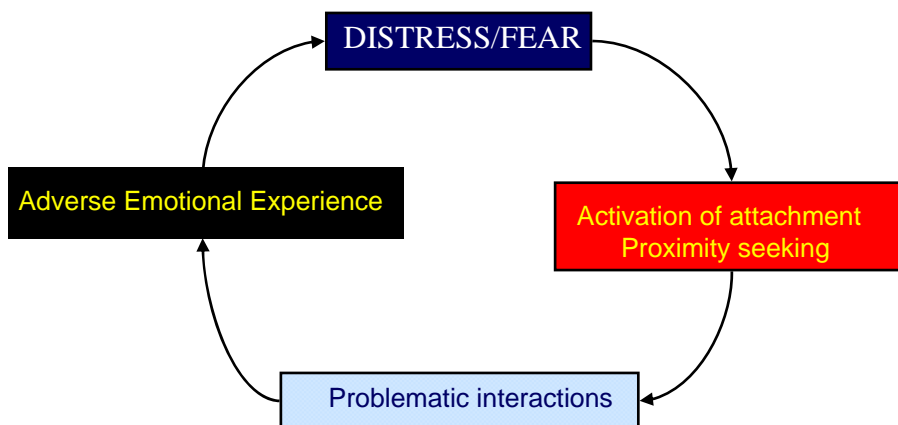 DISTRESS/FEAR
Adverse Emotional Experience
Activation of attachment
Proximity seeking
Problematic interactions